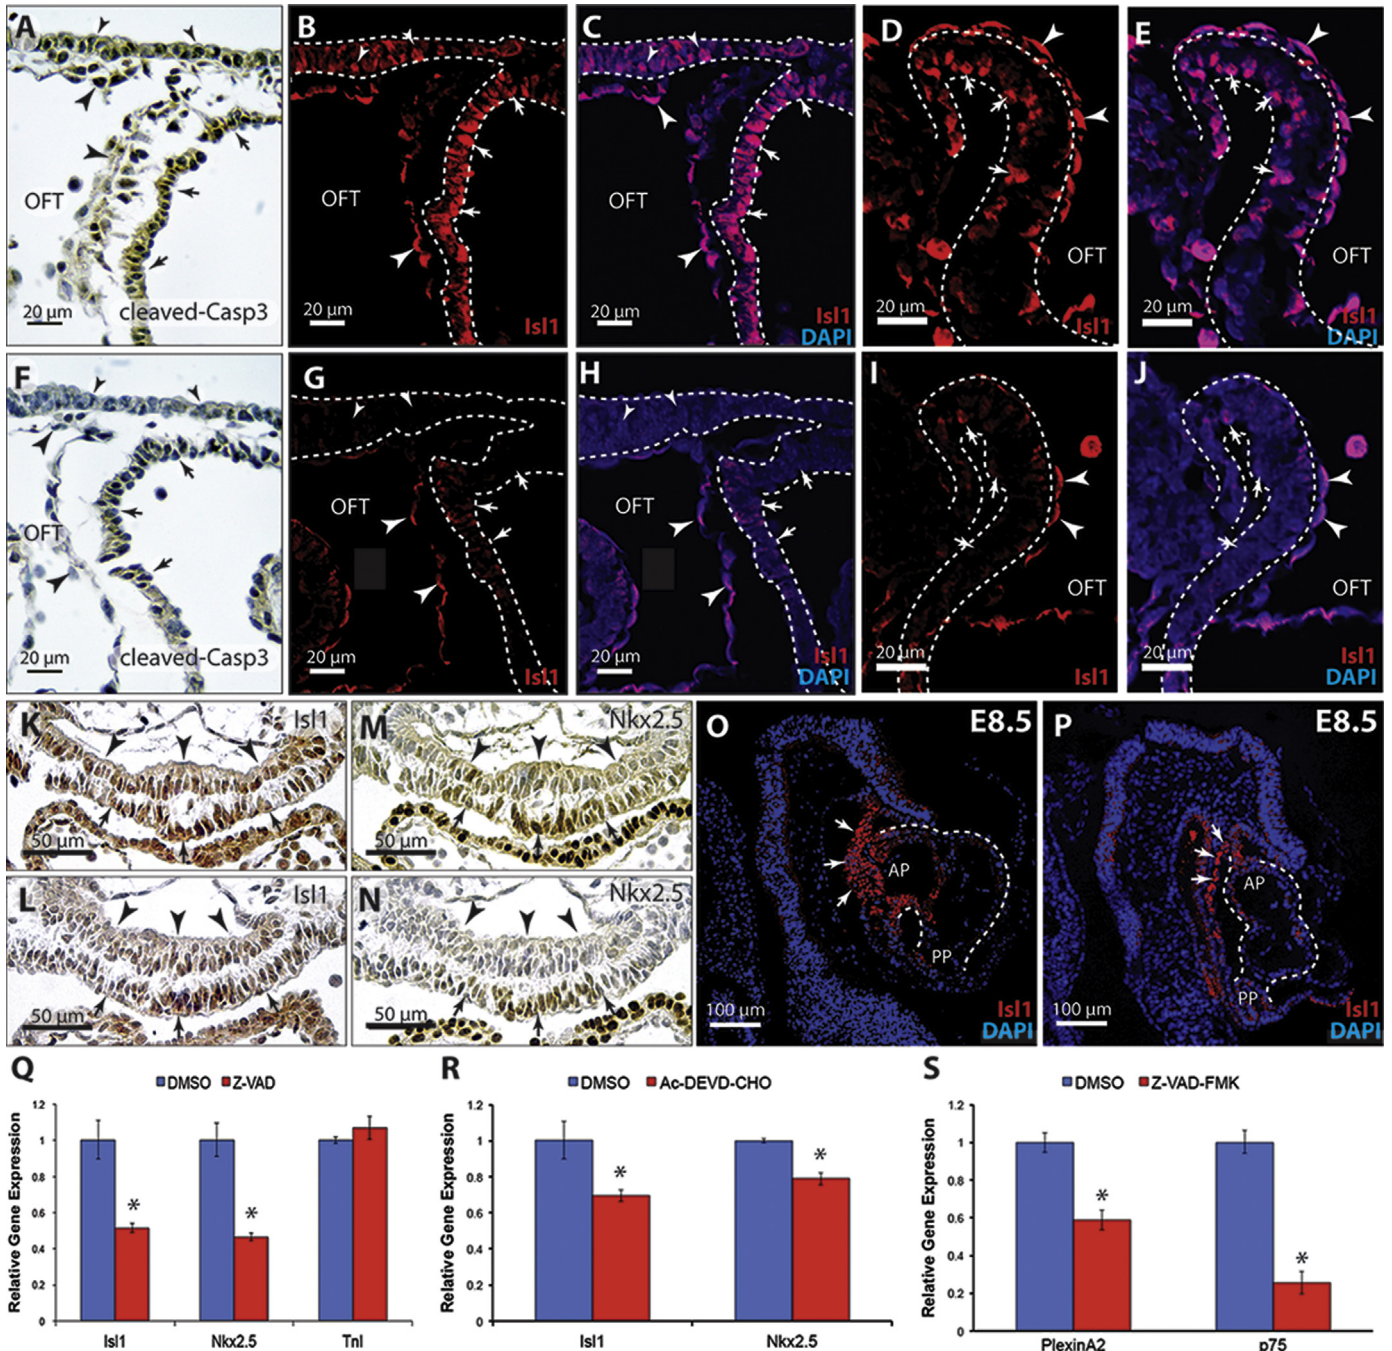 A
OFT
20 µm
cleaved-Casp3
B
OFT
20 µm
Isl1
C
OFT
20 µm
Isl1
DAPI
D
OFT
20 µm
Isl1
E
OFT
20 µm
Isl1
DAPI
F
OFT
20 µm
cleaved-Casp3
G
OFT
20 µm
Isl1
H
OFT
20 µm
Isl1
DAPI
I
OFT
20 µm
Isl1
J
OFT
20 µm
Isl1
DAPI
K
Isl1
50 µm
M
Nkx2.5
50 µm
L
Isl1
50 µm
N
Nkx2.5
50 µm
O
E8.5
AP
PP
100 µm
Isl1
DAPI
P
E8.5
AP
PP
100 µm
Isl1
DAPI
Q
DMSO Z-VAD
Relative Gene Expression
1.2
1
0.8
0.6
0.4
0.2
0
* *
Isl1 Nkx2.5 TnI
R
DMSO Ac-DEVD-CHO
Relative Gene Expression
1.2
1
0.8
0.6
0.4
0.2
0
* *
Isl1 Nkx2.5
S
DMSO Z-VAD-FMK
Relative Gene Expression
1.2
1
0.8
0.6
0.4
0.2
0
* *
PlexinA2 p75